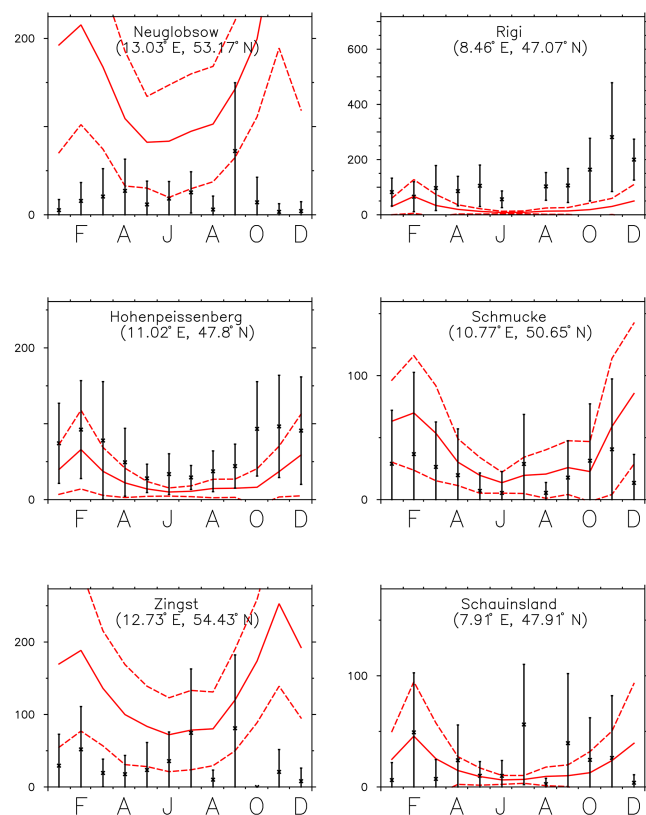 Neuglobsow
(13.03° E, 53.17° N)
200
100
0
F A J A O D
Rigi
(8.46° E, 47.07° N)
600
400
200
100
0
F A J A O D
Hohenpeissenberg
(11.02° E, 47.8° N)
200
0
F A J A O D
Schmucke
(10.77° E, 50.65° N)
100
0
F A J A O D
Zingst
(12.73° E, 54.43° N)
200
100
0
F A J A O D
Schauinsland
(7.91° E, 47.91° N)
100
0
F A J A O D